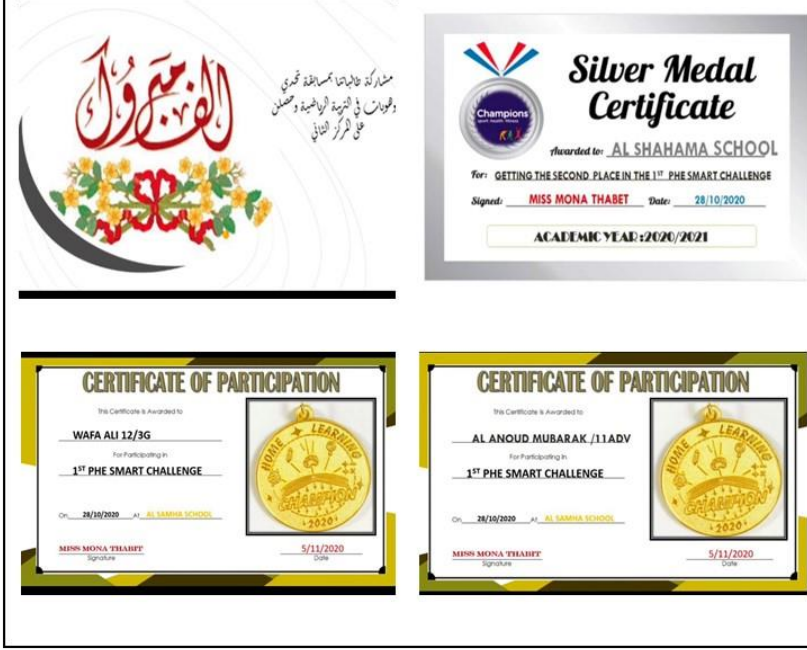 ألف مبروك
مشاركة طالباتنا بمسابقة تحدي
وهوبات في التربية الرياضية وحصلن
على المركز الثاني
Silver Medal
Certificate
Champions
sport health fitness
Awarded to: AL SHAHAMA SCHOOL
For: GETTING THE SECOND PLACE IN THE 1ST PHE SMART CHALLENGE
Signed: MISS MONA THABET Date: 28/10/2020
ACADEMIC YEAR :2020/2021
CERTIFICATE OF PARTICIPATION
This Certificate is Awarded to
WAFA ALI 12/3G
For Participating in
1ST PHE SMART CHALLENGE
On 28/10/2020 At AL SAMHA SCHOOL
MISS MONA THABIT
Signature
5/11/2020
Date
HOME LEARNING
CHAMPION
2020
CERTIFICATE OF PARTICIPATION
This Certificate is Awarded to
AL ANOUD MUBARAK /11ADV
For Participating in
1ST PHE SMART CHALLENGE
On 28/10/2020 At AL SAMHA SCHOOL
MISS MONA THABIT
Signature
5/11/2020
Date
HOME LEARNING
CHAMPION
2020